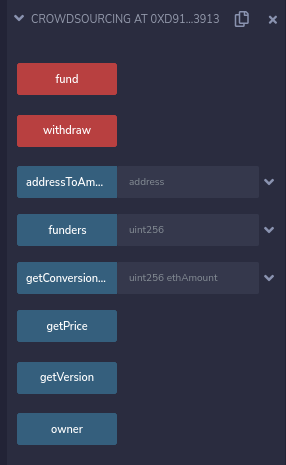 CROWDSOURCING AT 0XD91...3913
fund
withdraw
addressToAm... address
funders uint256
getConversion... uint256 ethAmount
getPrice
getVersion
owner